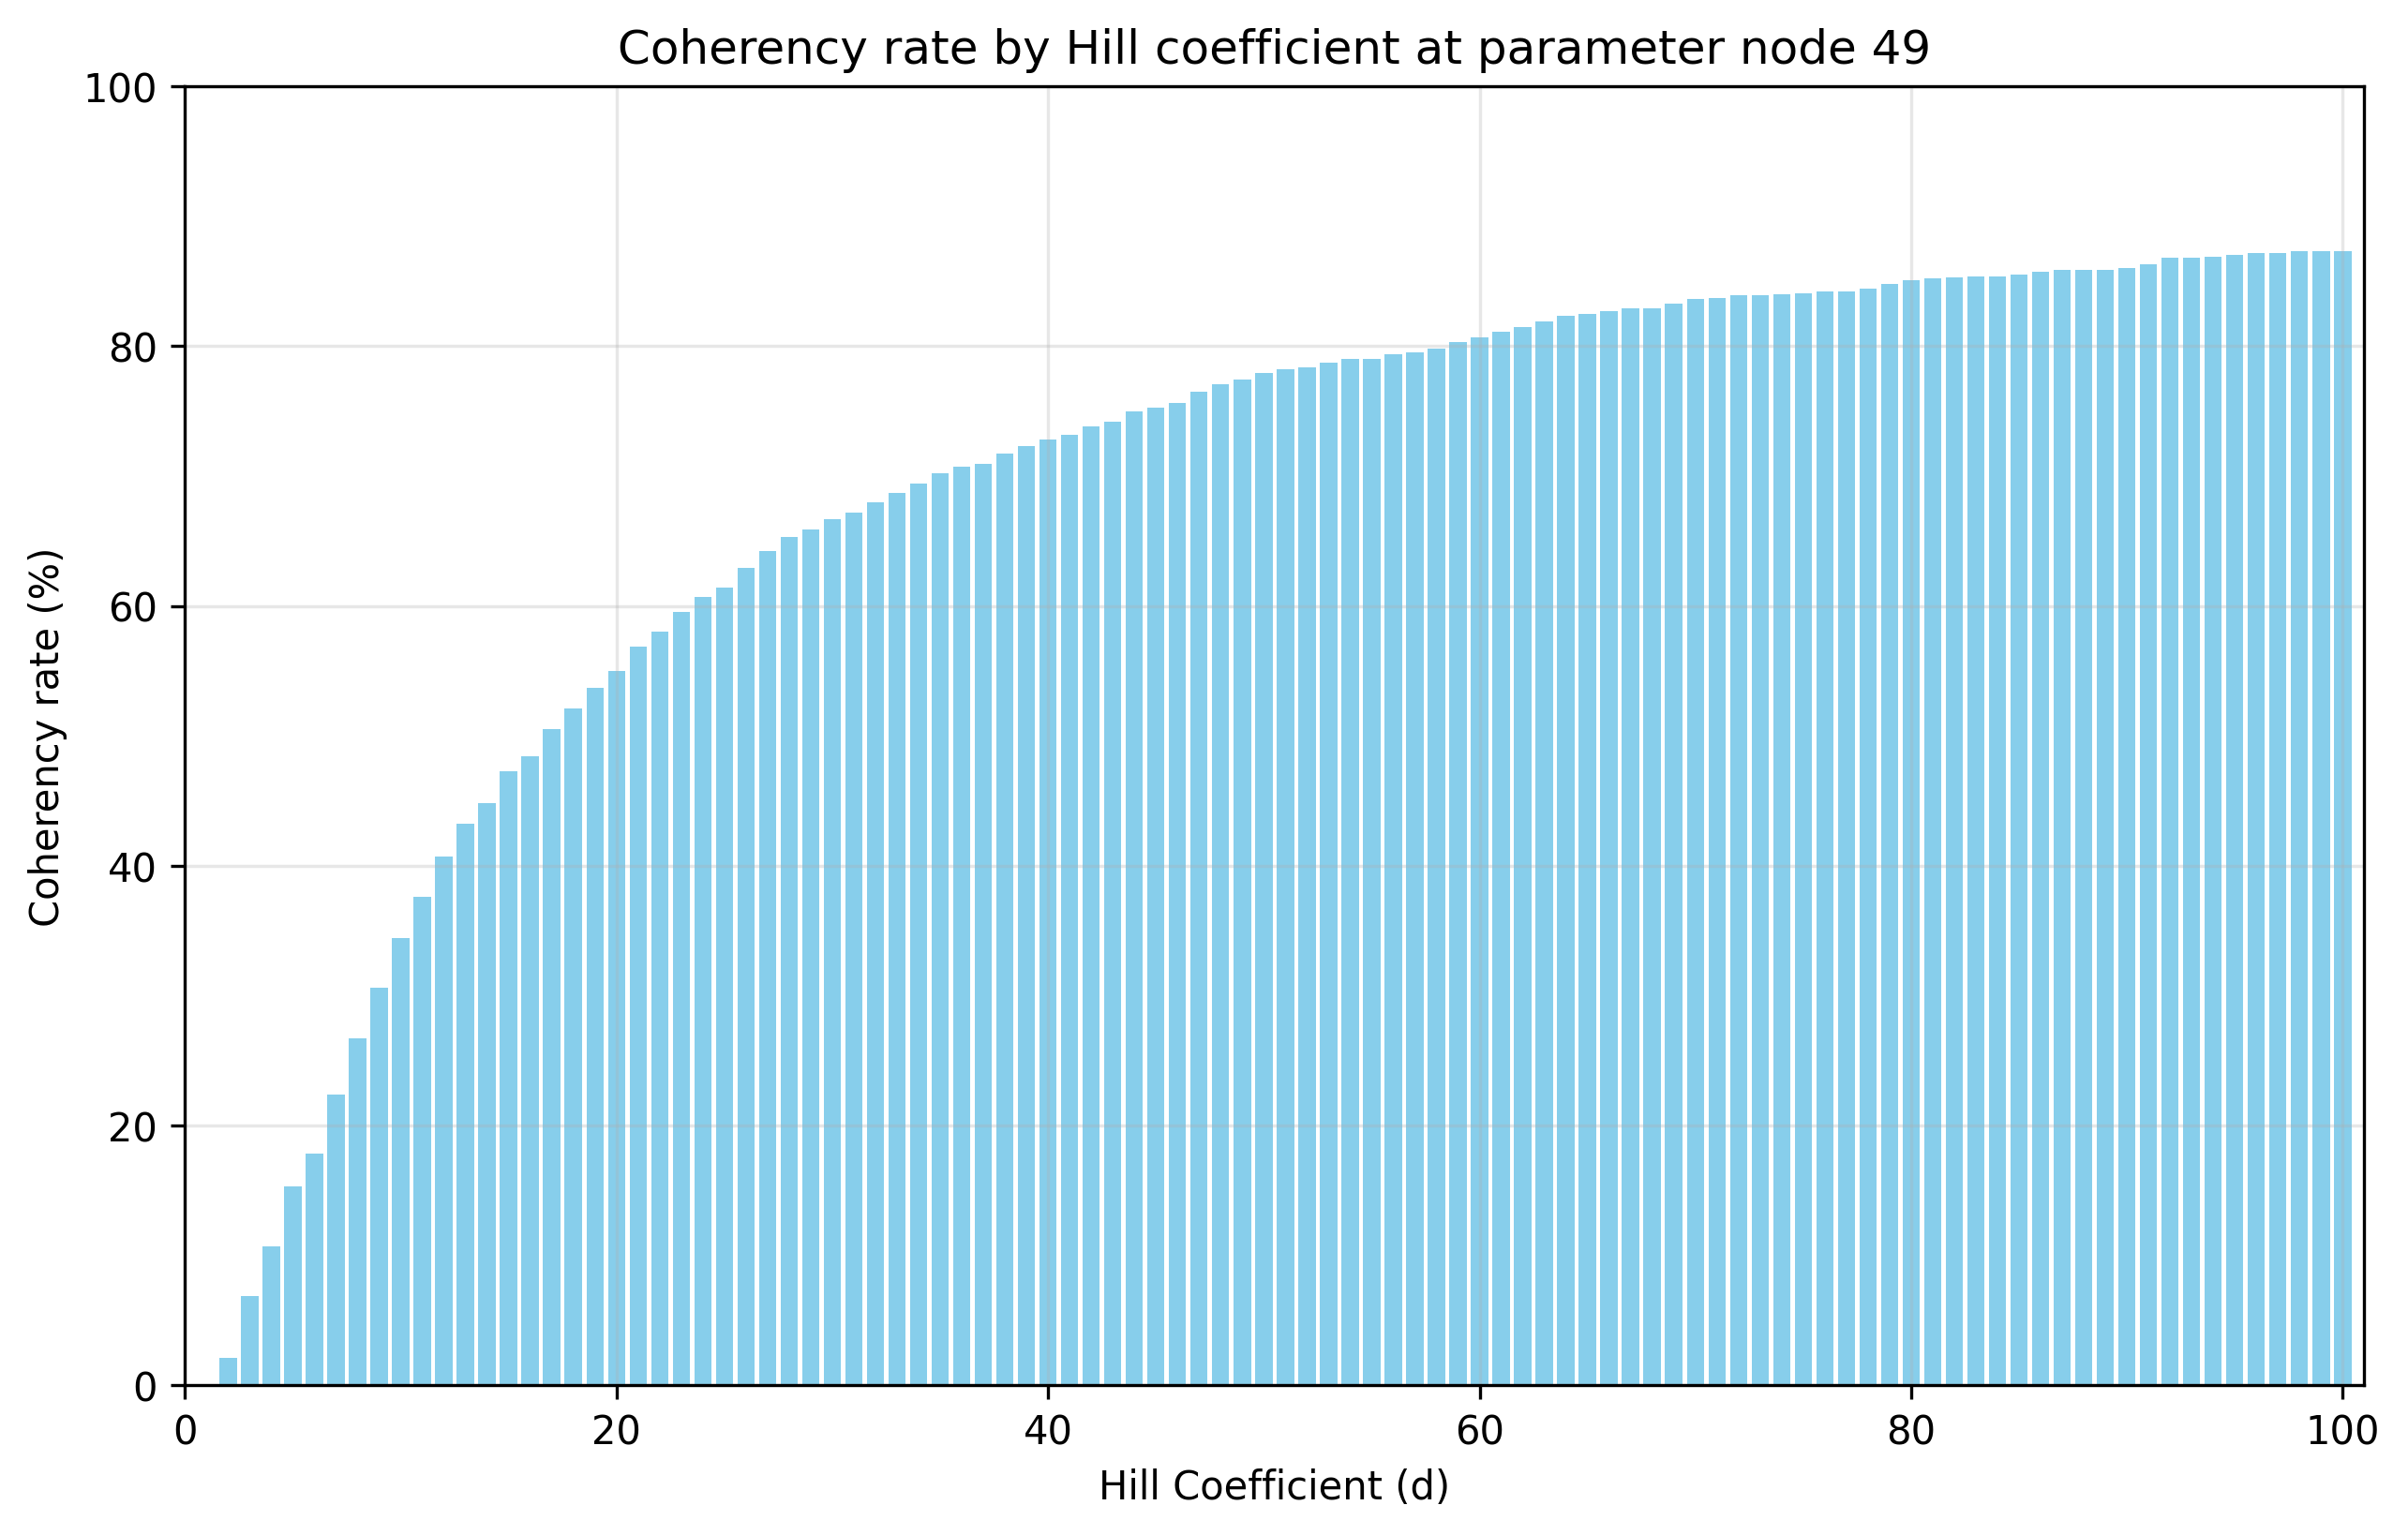 Coherency rate by Hill coefficient at parameter node 49
100
80
60
40
20
0
Coherency rate (%)
0 20 40 60 80 100
Hill Coefficient (d)